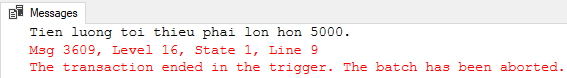 Messages
Tien luong toi thieu phai lon hon 5000.
Msg 3609, Level 16, State 1, Line 9
The transaction ended in the trigger. The batch has been aborted.